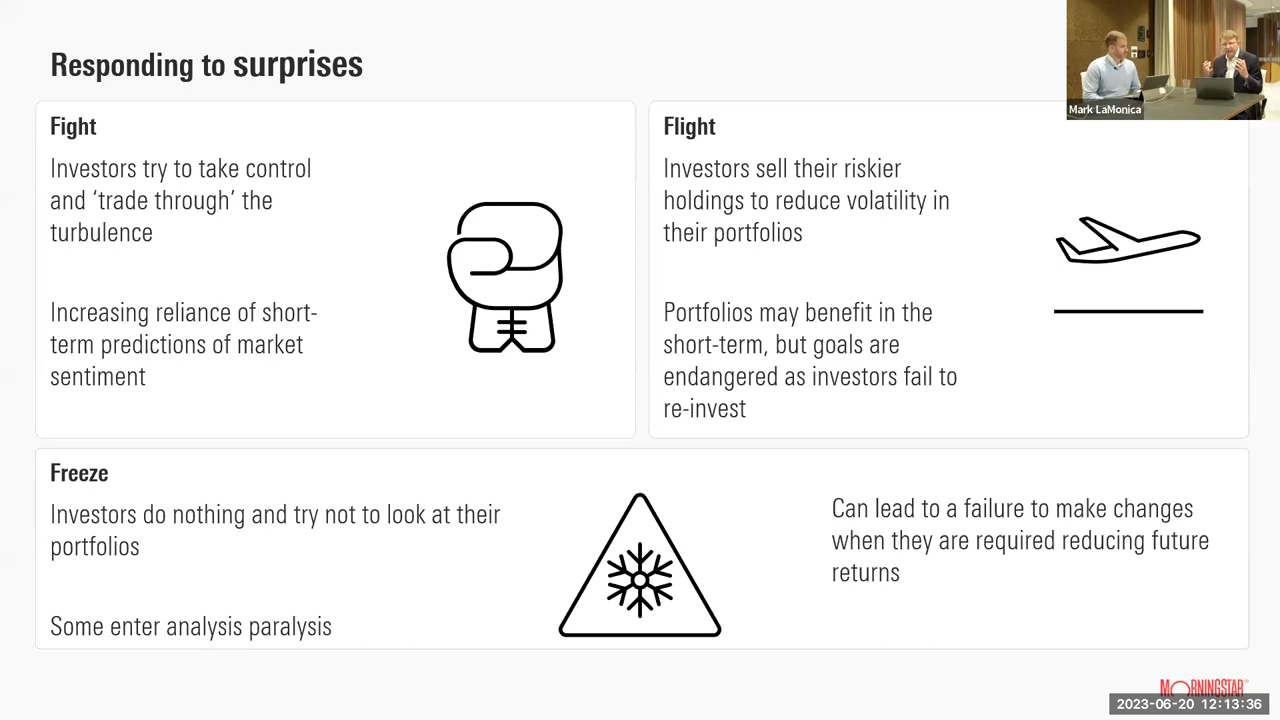 Responding to surprises
Mark LaMonica
Fight
Investors try to take control
and ‘trade through’ the
turbulence
Increasing reliance of short-
term predictions of market
sentiment
Flight
Investors sell their riskier
holdings to reduce volatility in
their portfolios
Portfolios may benefit in the
short-term, but goals are
endangered as investors fail to
re-invest
Freeze
Investors do nothing and try not to look at their
portfolios
Some enter analysis paralysis
Can lead to a failure to make changes
when they are required reducing future
returns
MORNINGSTAR®
2023-06-20 12:13:36